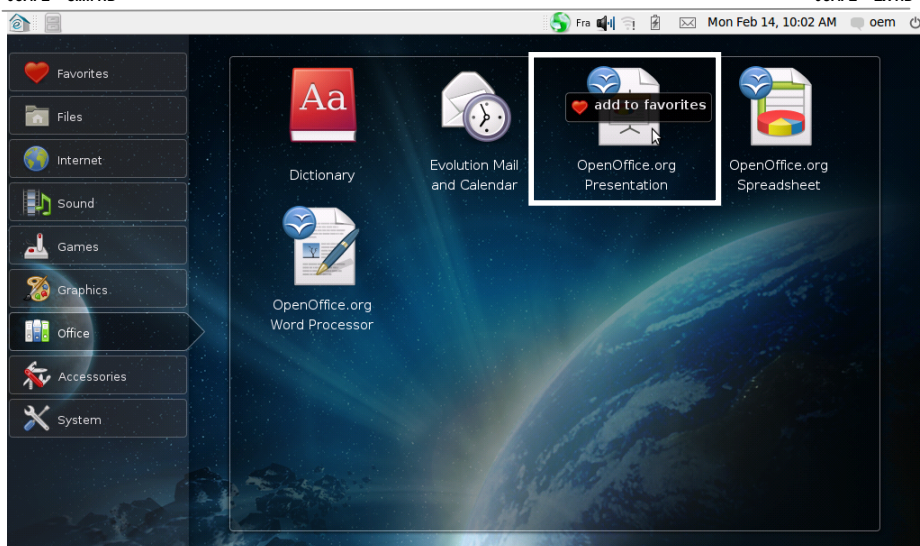 Fra
Mon Feb 14, 10:02 AM
oem
Favorites
Files
Internet
Sound
Games
Graphics
Office
Accessories
System
Aa
Dictionary
Evolution Mail
and Calendar
add to favorites
OpenOffice.org
Presentation
OpenOffice.org
Spreadsheet
OpenOffice.org
Word Processor